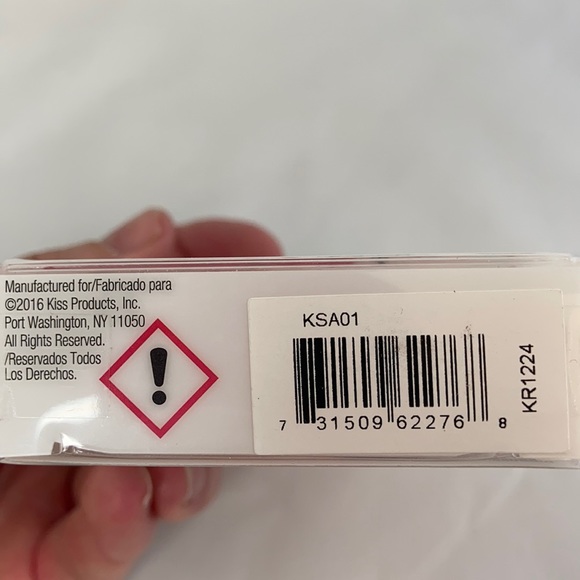 Manufactured for/Fabricado para
©2016 Kiss Products, Inc.
Port Washington, NY 11050
All Rights Reserved.
/Reservados Todos
Los Derechos.
KSA01
7 31509 62276 8
KR1224